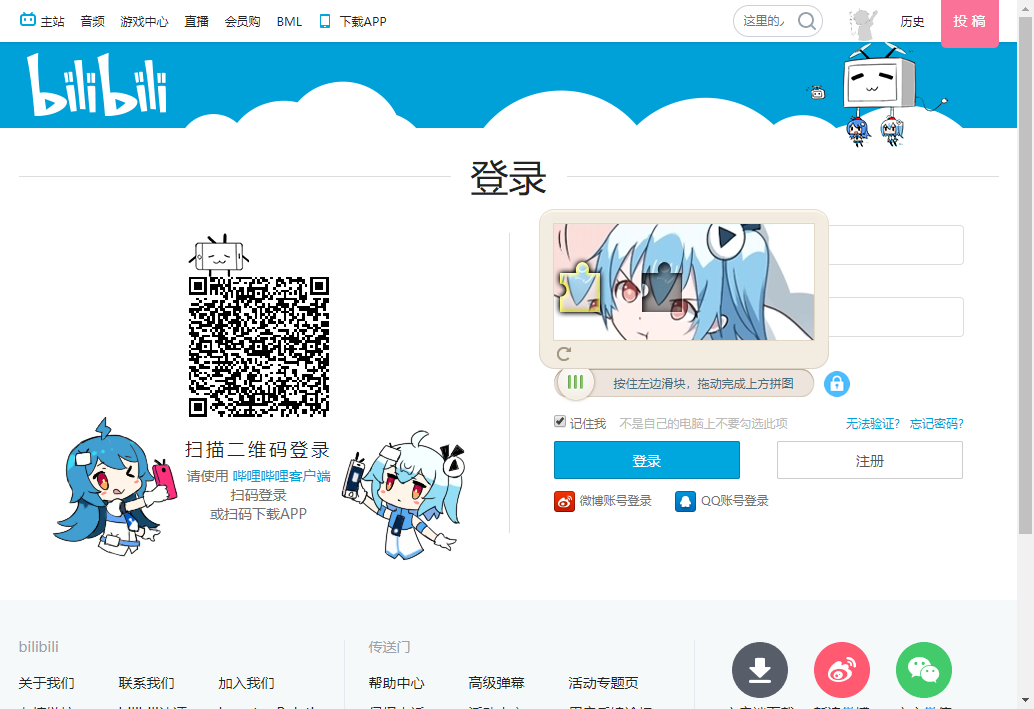 主站 音频 游戏中心 直播 会员购 BML 下载APP
历史 投稿
bilibili
登录
扫描二维码登录
请使用 哔哩哔哩客户端
扫码登录
或扫码下载APP
按住左边滑块，拖动完成上方拼图
记住我 不是自己的电脑上不要勾选此项 无法验证? 忘记密码?
登录 注册
微博账号登录 QQ账号登录
bilibili 传送门
关于我们 联系我们 加入我们 帮助中心 高级弹幕 活动专题页